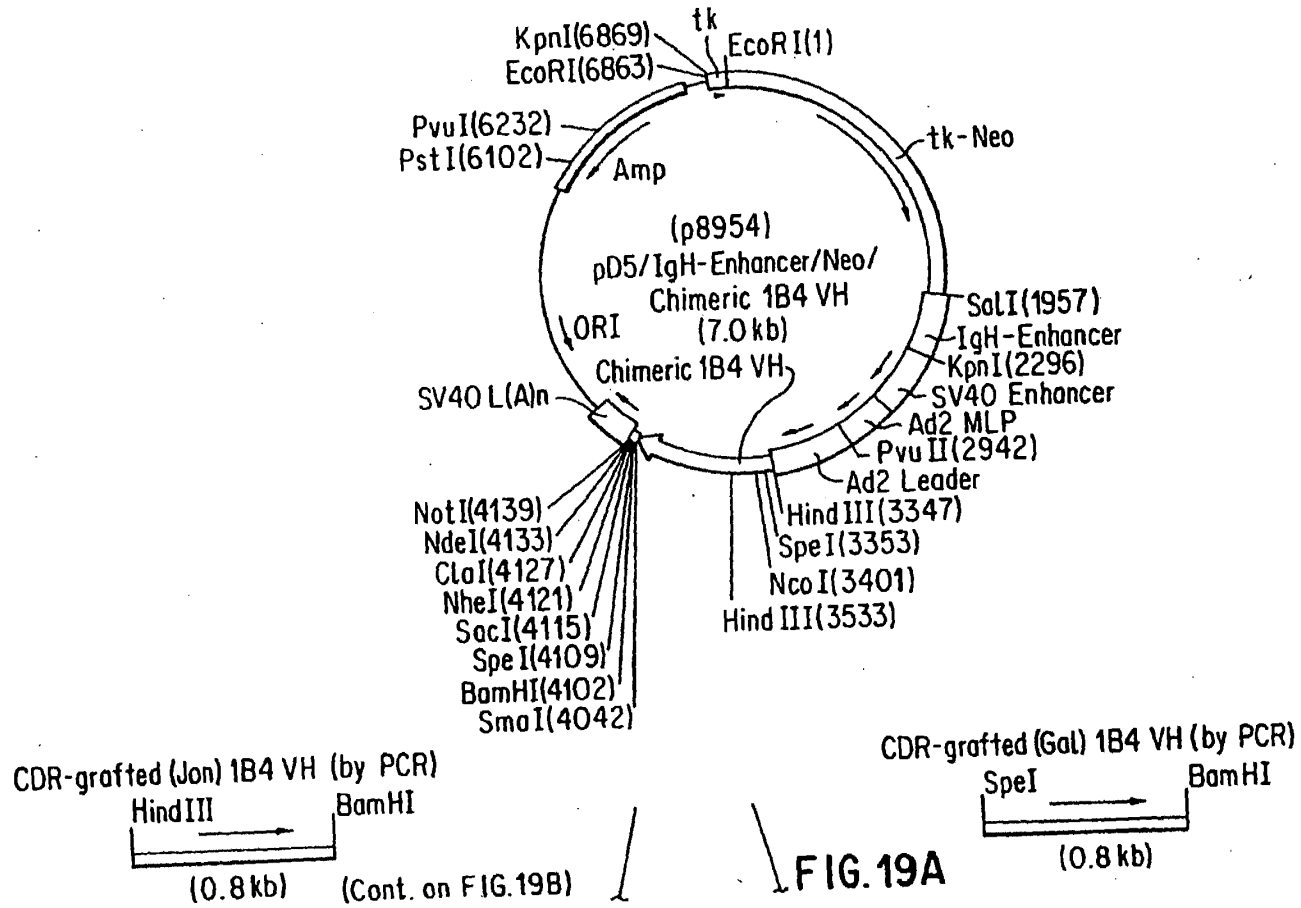 tk
KpnI(6869)
EcoRI(1)
EcoRI(6863)
PvuI(6232)
PstI(6102)
Amp
tk-Neo
(p8954)
pD5/IgH-Enhancer/Neo/
Chimeric 1B4 VH
(7.0 kb)
ORI
Chimeric 1B4 VH
SalI(1957)
IgH-Enhancer
KpnI(2296)
SV40 Enhancer
Ad2 MLP
PvuII(2942)
Ad2 Leader
SV40 L(A)n
HindIII(3347)
SpeI(3353)
NcoI(3401)
HindIII(3533)
NotI(4139)
NdeI(4133)
ClaI(4127)
NheI(4121)
SacI(4115)
SpeI(4109)
BamHI(4102)
SmaI(4042)
CDR-grafted (Jon) 1B4 VH (by PCR)
HindIII BamHI
(0.8 kb)
(Cont. on FIG.19B)
CDR-grafted (Gal) 1B4 VH (by PCR)
SpeI BamHI
(0.8 kb)
FIG.19A